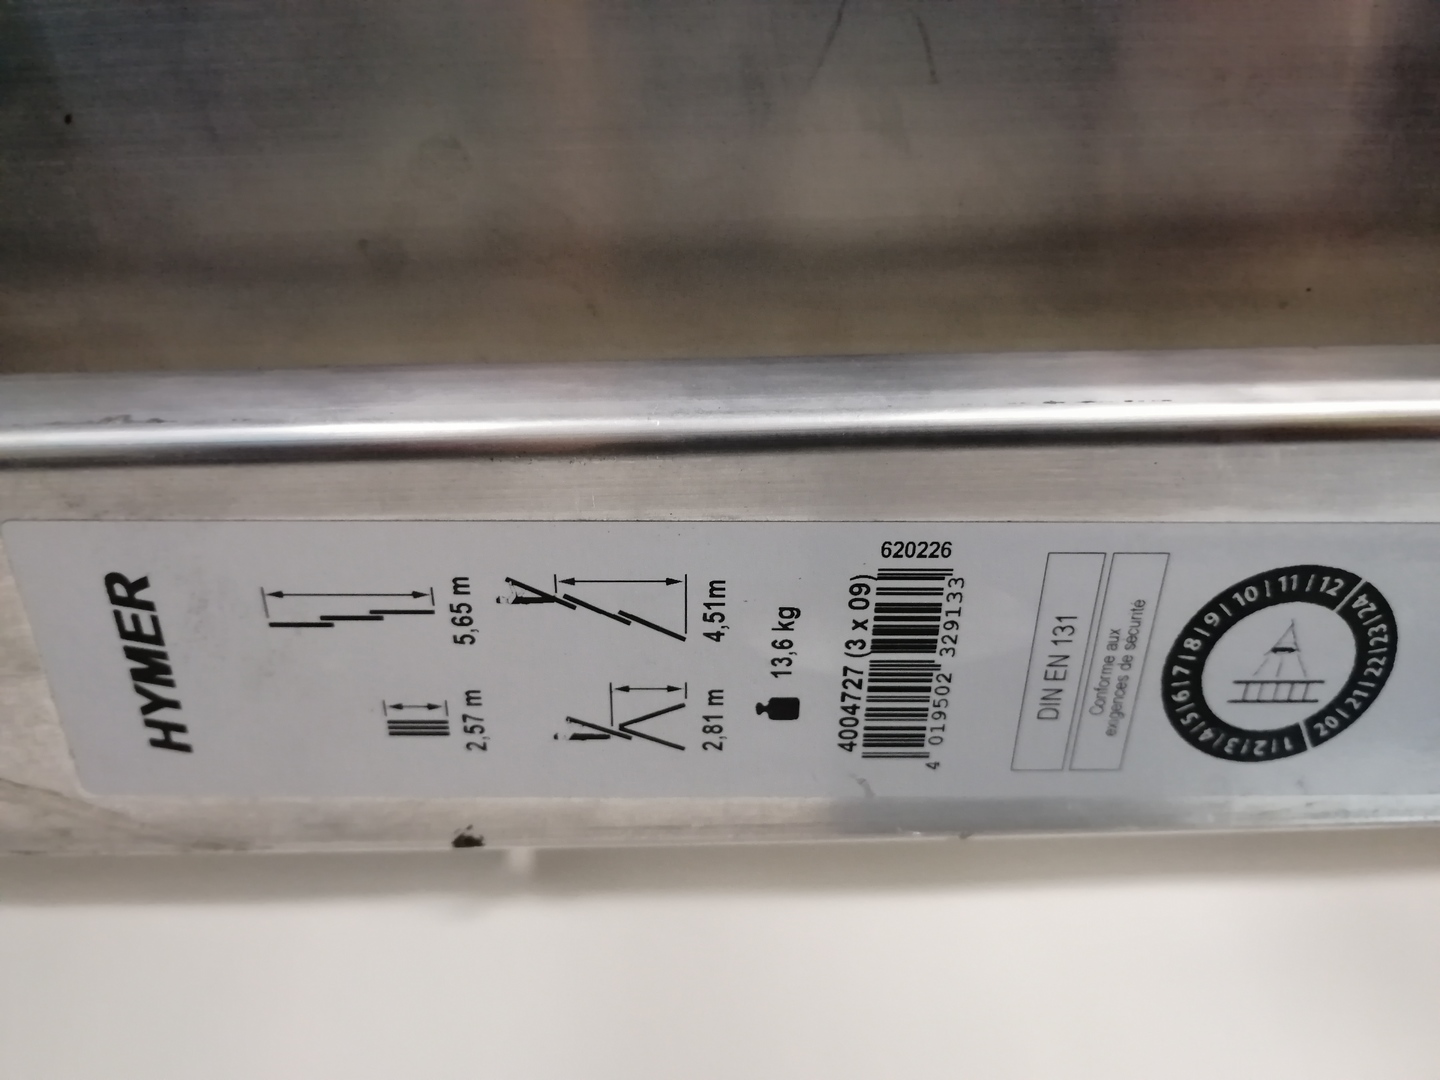 HYMER
2,57 m
5,65 m
2,81 m
4,51m
13,6 kg
4004727 (3 x 09)
620226
4 019502 329133
DIN EN 131
Conforme aux
exigences de sécurité
1|2|3|4|5|6|7|8|9|10|11|12
20|21|22|23|24